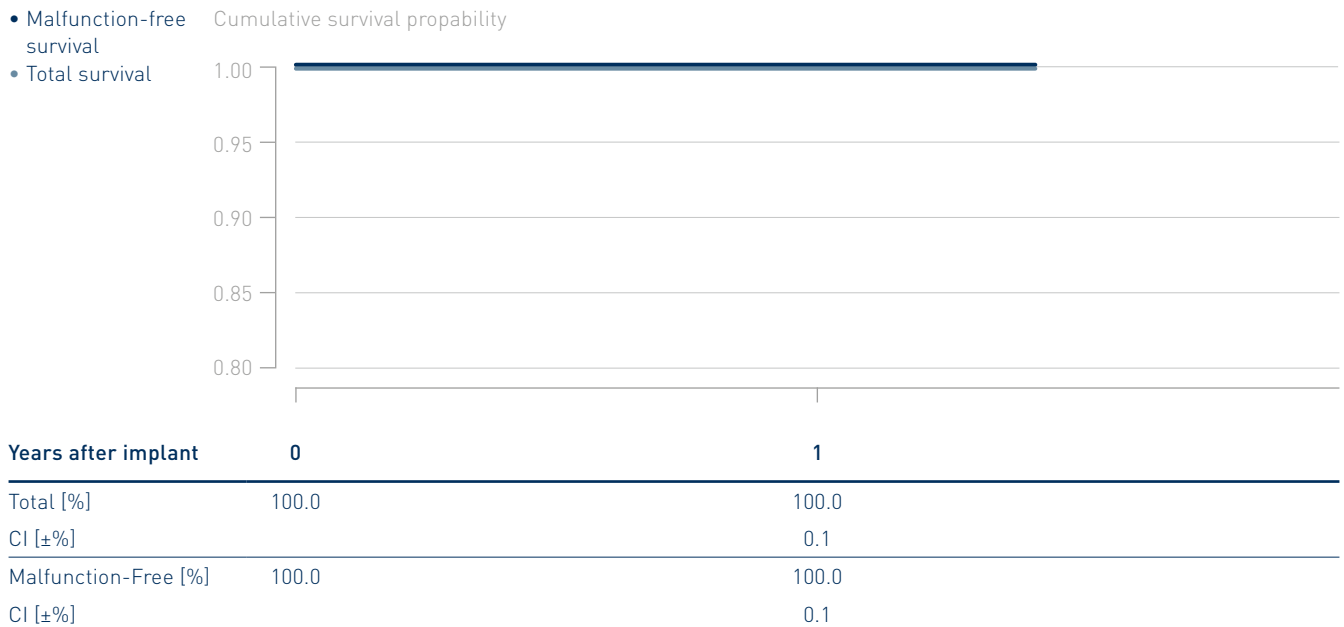 • Malfunction-free
survival
• Total survival
Cumulative survival propability
1.00
0.95
0.90
0.85
0.80
Years after implant 0 1
Total [%] 100.0 100.0
CI [±%] 0.1
Malfunction-Free [%] 100.0 100.0
CI [±%] 0.1